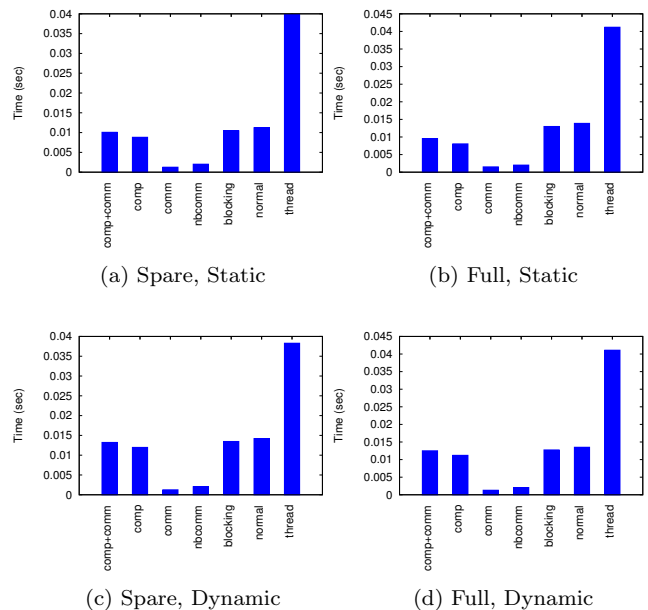 0.04
0.035
0.03
0.025
0.02
0.015
0.01
0.005
0
Time (sec)
comp+comm
comp
comm
nbcomm
blocking
normal
thread
(a) Spare, Static
0.045
0.04
0.035
0.03
0.025
0.02
0.015
0.01
0.005
0
Time (sec)
comp+comm
comp
comm
nbcomm
blocking
normal
thread
(b) Full, Static
0.04
0.035
0.03
0.025
0.02
0.015
0.01
0.005
0
Time (sec)
comp+comm
comp
comm
nbcomm
blocking
normal
thread
(c) Spare, Dynamic
0.045
0.04
0.035
0.03
0.025
0.02
0.015
0.01
0.005
0
Time (sec)
comp+comm
comp
comm
nbcomm
blocking
normal
thread
(d) Full, Dynamic